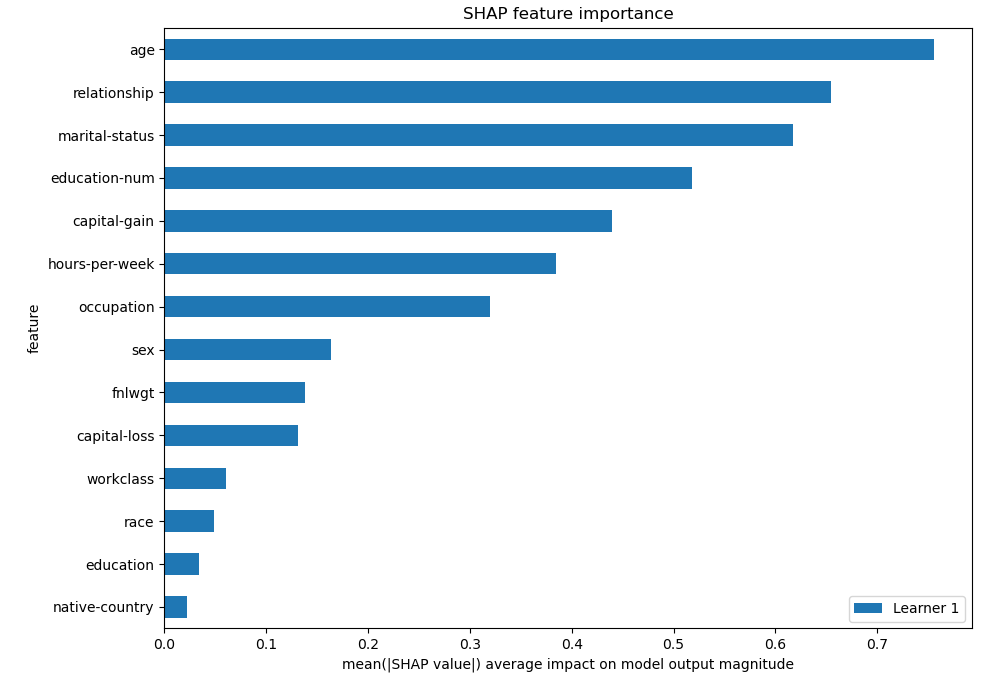 SHAP feature importance
age
relationship
marital-status
education-num
capital-gain
hours-per-week
occupation
sex
fnlwgt
capital-loss
workclass
race
education
native-country
feature
Learner 1
0.0 0.1 0.2 0.3 0.4 0.5 0.6 0.7
mean(|SHAP value|) average impact on model output magnitude